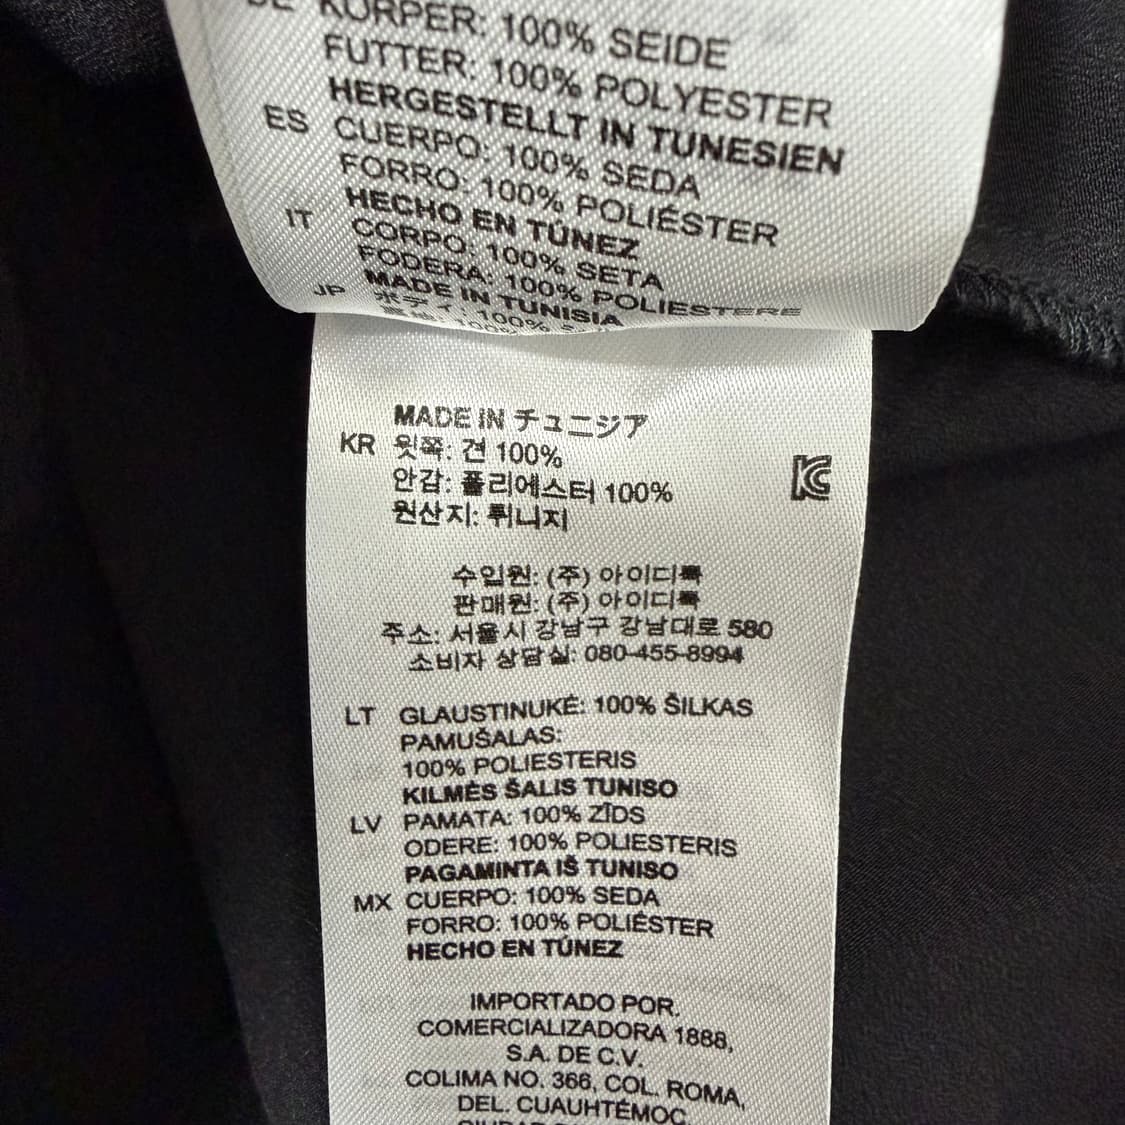 DE KÖRPER: 100% SEIDE
FUTTER: 100% POLYESTER
HERGESTELLT IN TUNESIEN
ES CUERPO: 100% SEDA
FORRO: 100% POLIÉSTER
HECHO EN TÚNEZ
IT CORPO: 100% SETA
FODERA: 100% POLIESTERE
MADE IN TUNISIA
JP ボディ: 100%
100%
MADE IN チュニジア
KR 윗쪽: 견 100%
안감: 폴리에스터 100%
원산지: 튀니지
수입원: (주) 아이디룩
판매원: (주) 아이디룩
주소: 서울시 강남구 강남대로 580
소비자 상담실: 080-455-8994
LT GLAUSTINUKĖ: 100% ŠILKAS
PAMUŠALAS:
100% POLIESTERIS
KILMĖS ŠALIS TUNISO
LV PAMATA: 100% ZĪDS
ODERE: 100% POLIESTERIS
PAGAMINTA IŠ TUNISO
MX CUERPO: 100% SEDA
FORRO: 100% POLIÉSTER
HECHO EN TÚNEZ
IMPORTADO POR.
COMERCIALIZADORA 1888,
S.A. DE C.V.
COLIMA NO. 366, COL. ROMA,
DEL. CUAUHTÉMOC